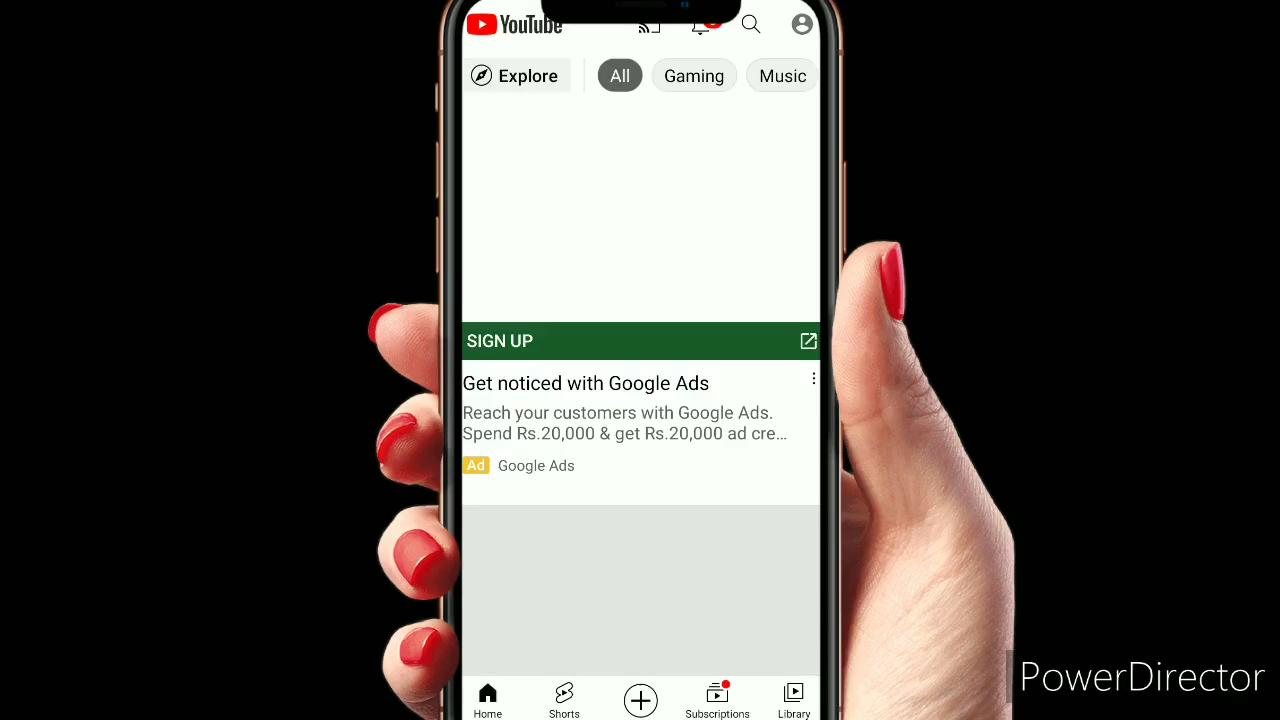 YouTube
Explore
All
Gaming
Music
SIGN UP
Get noticed with Google Ads
Reach your customers with Google Ads.
Spend Rs.20,000 & get Rs.20,000 ad cre...
Ad Google Ads
Home
Shorts
Subscriptions
Library
PowerDirector